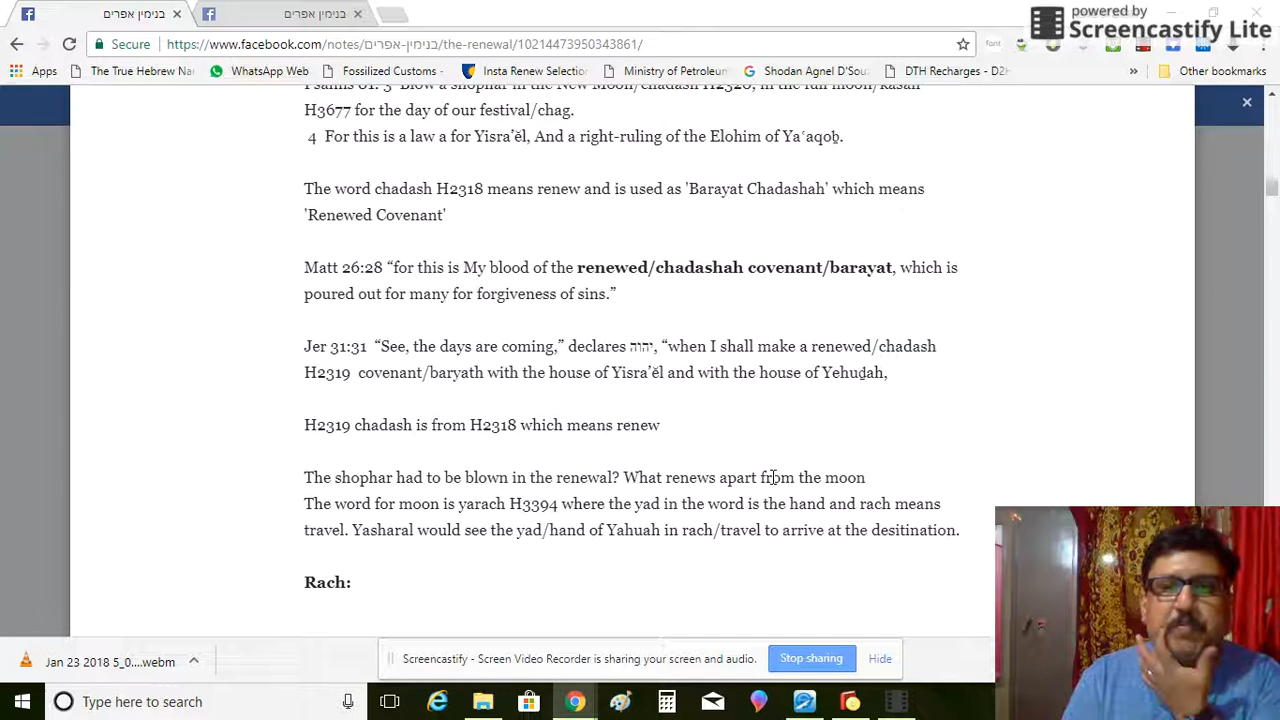 בנימין אפרים
בנימין אפרים
powered by
Screencastify Lite
Secure
https://www.facebook.com/notes/בנימין-אפרים/the-renewal/10214473950343861/
font
Apps
The True Hebrew Na
WhatsApp Web
Fossilized Customs -
Insta Renew Selection
Ministry of Petroleum
Shodan Agnel D'Souz
DTH Recharges - D2H
»
Other bookmarks
H3677 for the day of our festival/chag.
4 For this is a law a for Yisra’ĕl, And a right-ruling of the Elohim of Yaʽaqoḇ.
The word chadash H2318 means renew and is used as 'Barayat Chadashah' which means
'Renewed Covenant'
Matt 26:28 “for this is My blood of the renewed/chadashah covenant/barayat, which is
poured out for many for forgiveness of sins.”
Jer 31:31 “See, the days are coming,” declares יהוה, “when I shall make a renewed/chadash
H2319 covenant/baryath with the house of Yisra’ĕl and with the house of Yehuḏah,
H2319 chadash is from H2318 which means renew
The shophar had to be blown in the renewal? What renews apart from the moon
The word for moon is yarach H3394 where the yad in the word is the hand and rach means
travel. Yasharal would see the yad/hand of Yahuah in rach/travel to arrive at the desitination.
Rach:
Jan 23 2018 5_0....webm
Screencastify - Screen Video Recorder is sharing your screen and audio.
Stop sharing
Hide
Type here to search